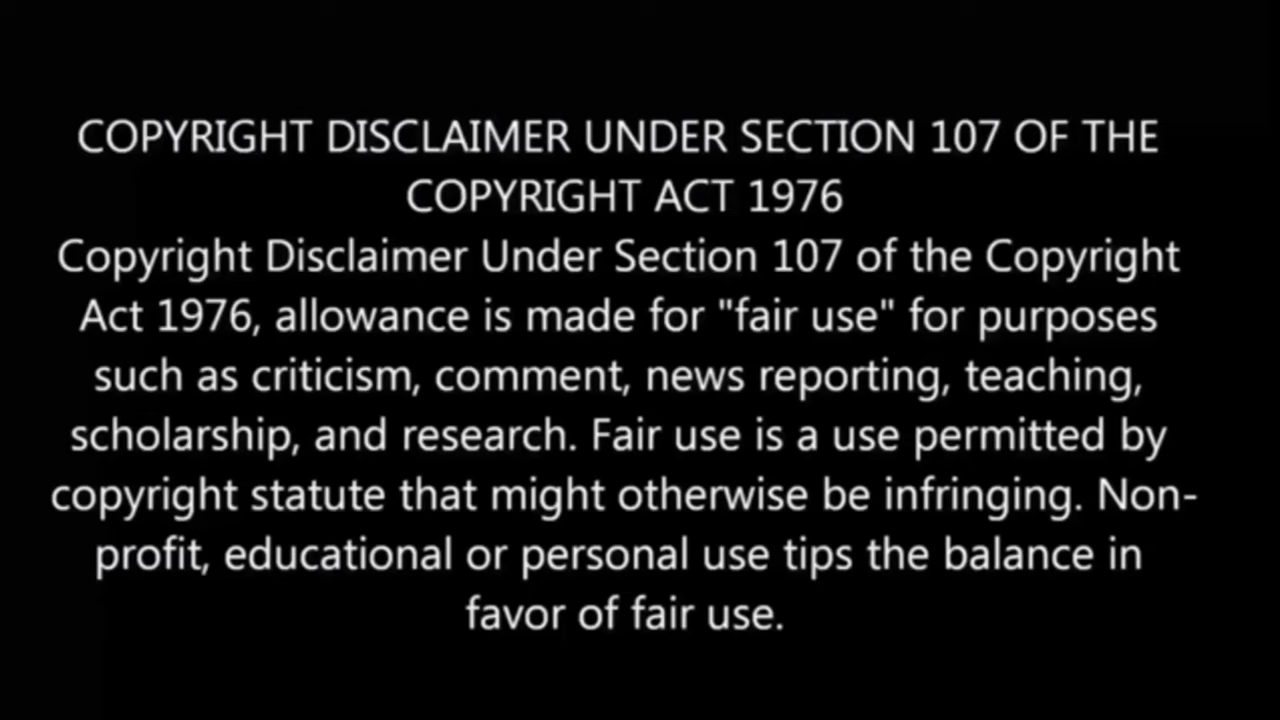 COPYRIGHT DISCLAIMER UNDER SECTION 107 OF THE
COPYRIGHT ACT 1976
Copyright Disclaimer Under Section 107 of the Copyright
Act 1976, allowance is made for "fair use" for purposes
such as criticism, comment, news reporting, teaching,
scholarship, and research. Fair use is a use permitted by
copyright statute that might otherwise be infringing. Non-
profit, educational or personal use tips the balance in
favor of fair use.